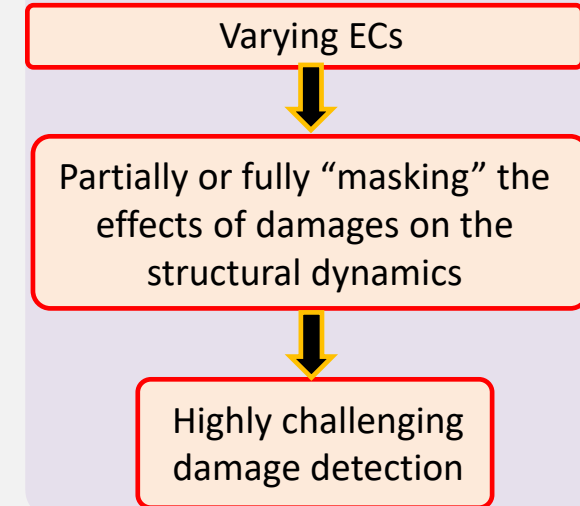 Varying ECs
Partially or fully “masking” the
effects of damages on the
structural dynamics
Highly challenging
damage detection